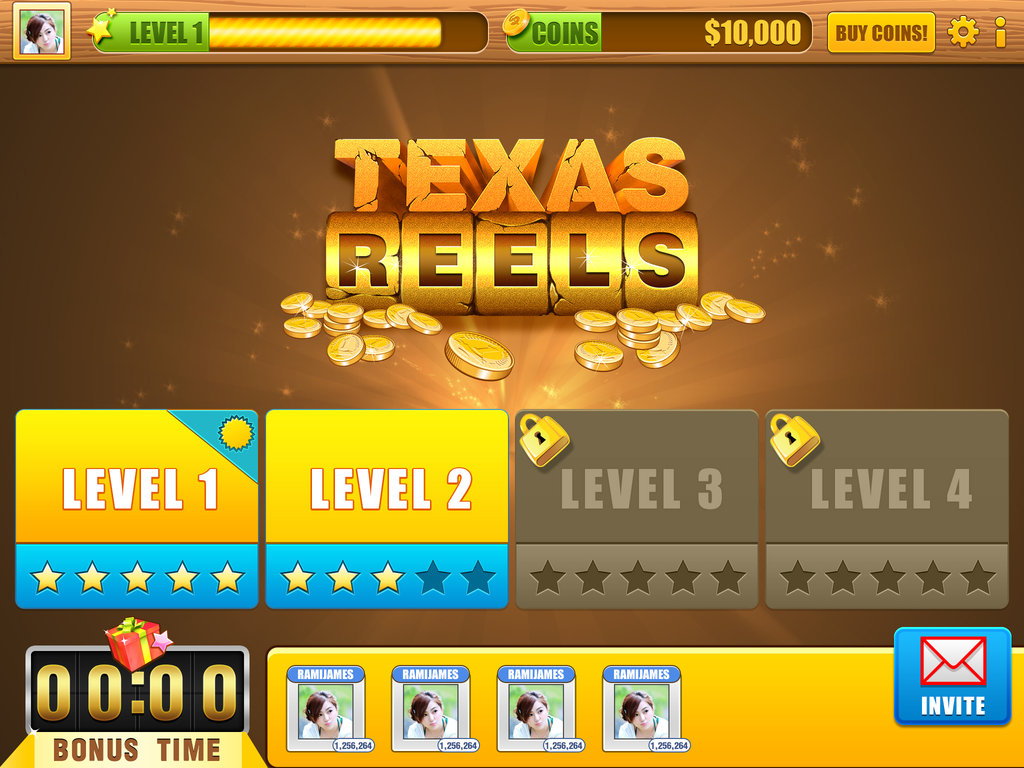 LEVEL 1
COINS
$10,000
BUY COINS!
TEXAS
REELS
LEVEL 1
LEVEL 2
LEVEL 3
LEVEL 4
00:00
BONUS TIME
RAMIJAMES
1,256,264
RAMIJAMES
1,256,264
RAMIJAMES
1,256,264
RAMIJAMES
1,256,264
INVITE